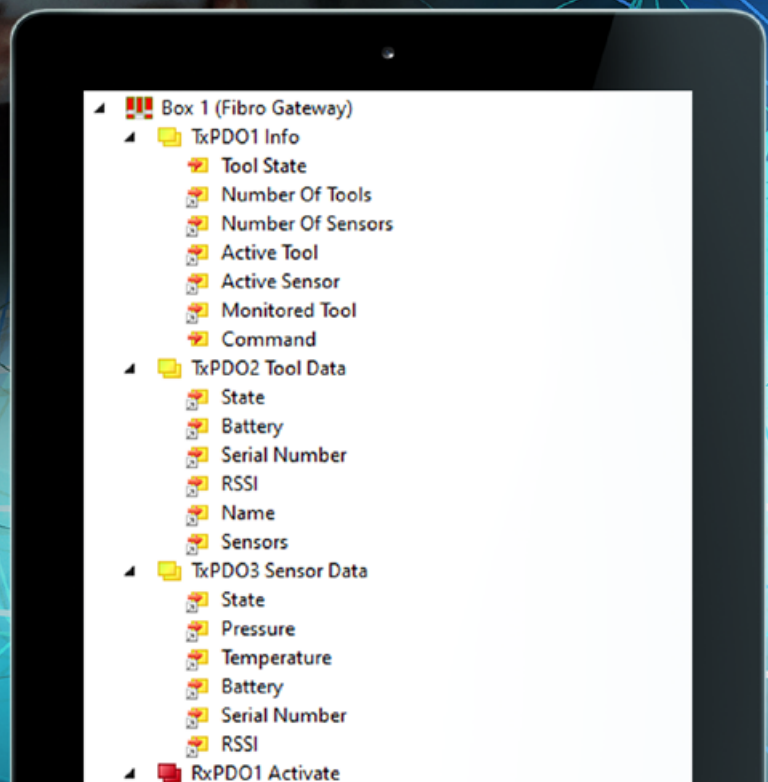 Box 1 (Fibro Gateway)
TxPDO1 Info
Tool State
Number Of Tools
Number Of Sensors
Active Tool
Active Sensor
Monitored Tool
Command
TxPDO2 Tool Data
State
Battery
Serial Number
RSSI
Name
Sensors
TxPDO3 Sensor Data
State
Pressure
Temperature
Battery
Serial Number
RSSI
RxPDO1 Activate